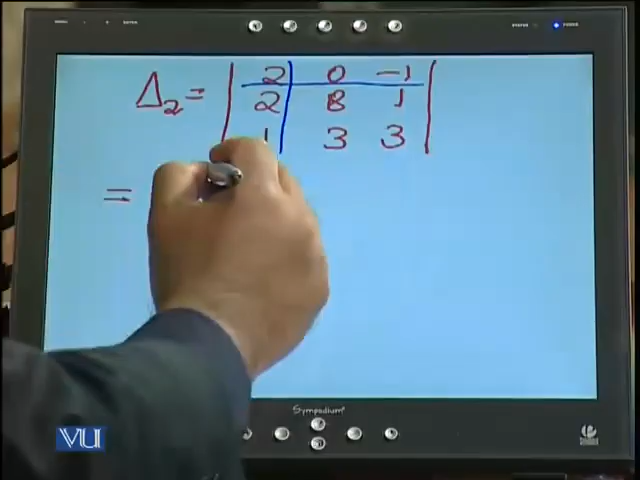 Δ₂ = | 2 0 -1 |
2 8 1
1 3 3
=
Sympodium
VU